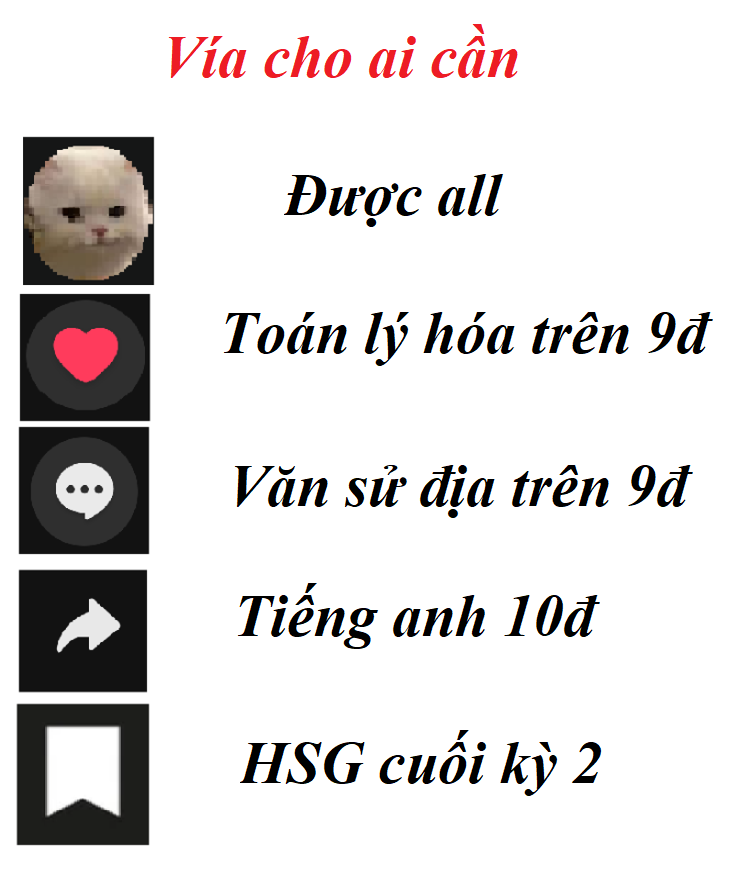 Vía cho ai cần
Được all
Toán lý hóa trên 9đ
Văn sử địa trên 9đ
Tiếng anh 10đ
HSG cuối kỳ 2